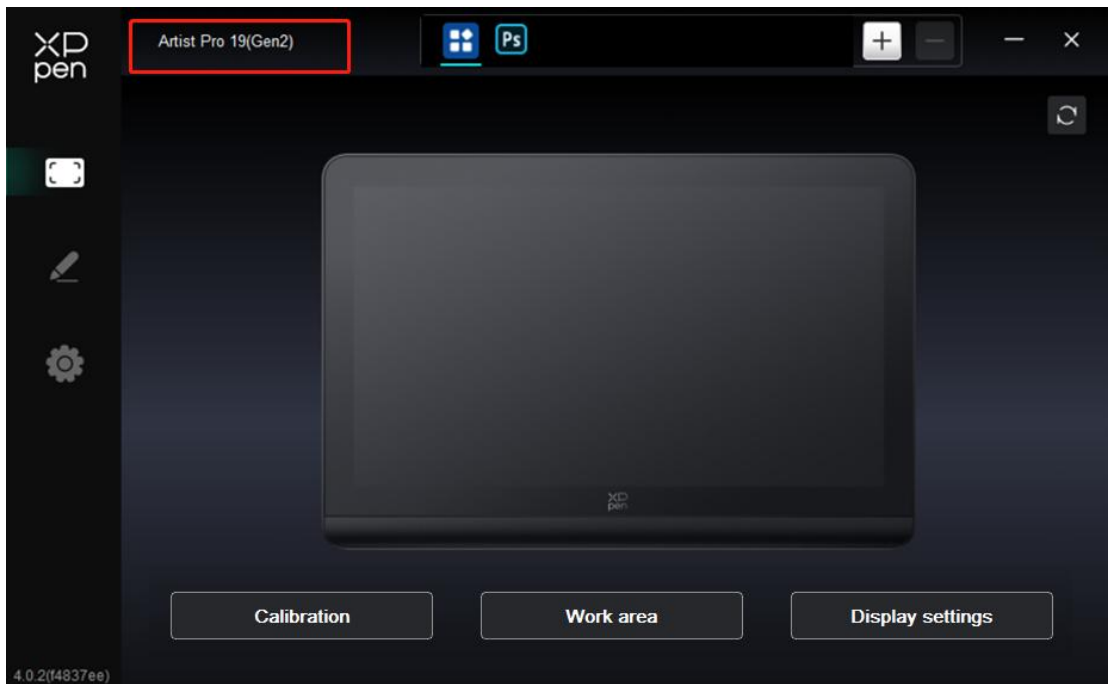 XP
pen
Artist Pro 19(Gen2)
Ps
XP
pen
Calibration
Work area
Display settings
4.0.2(f4837ee)